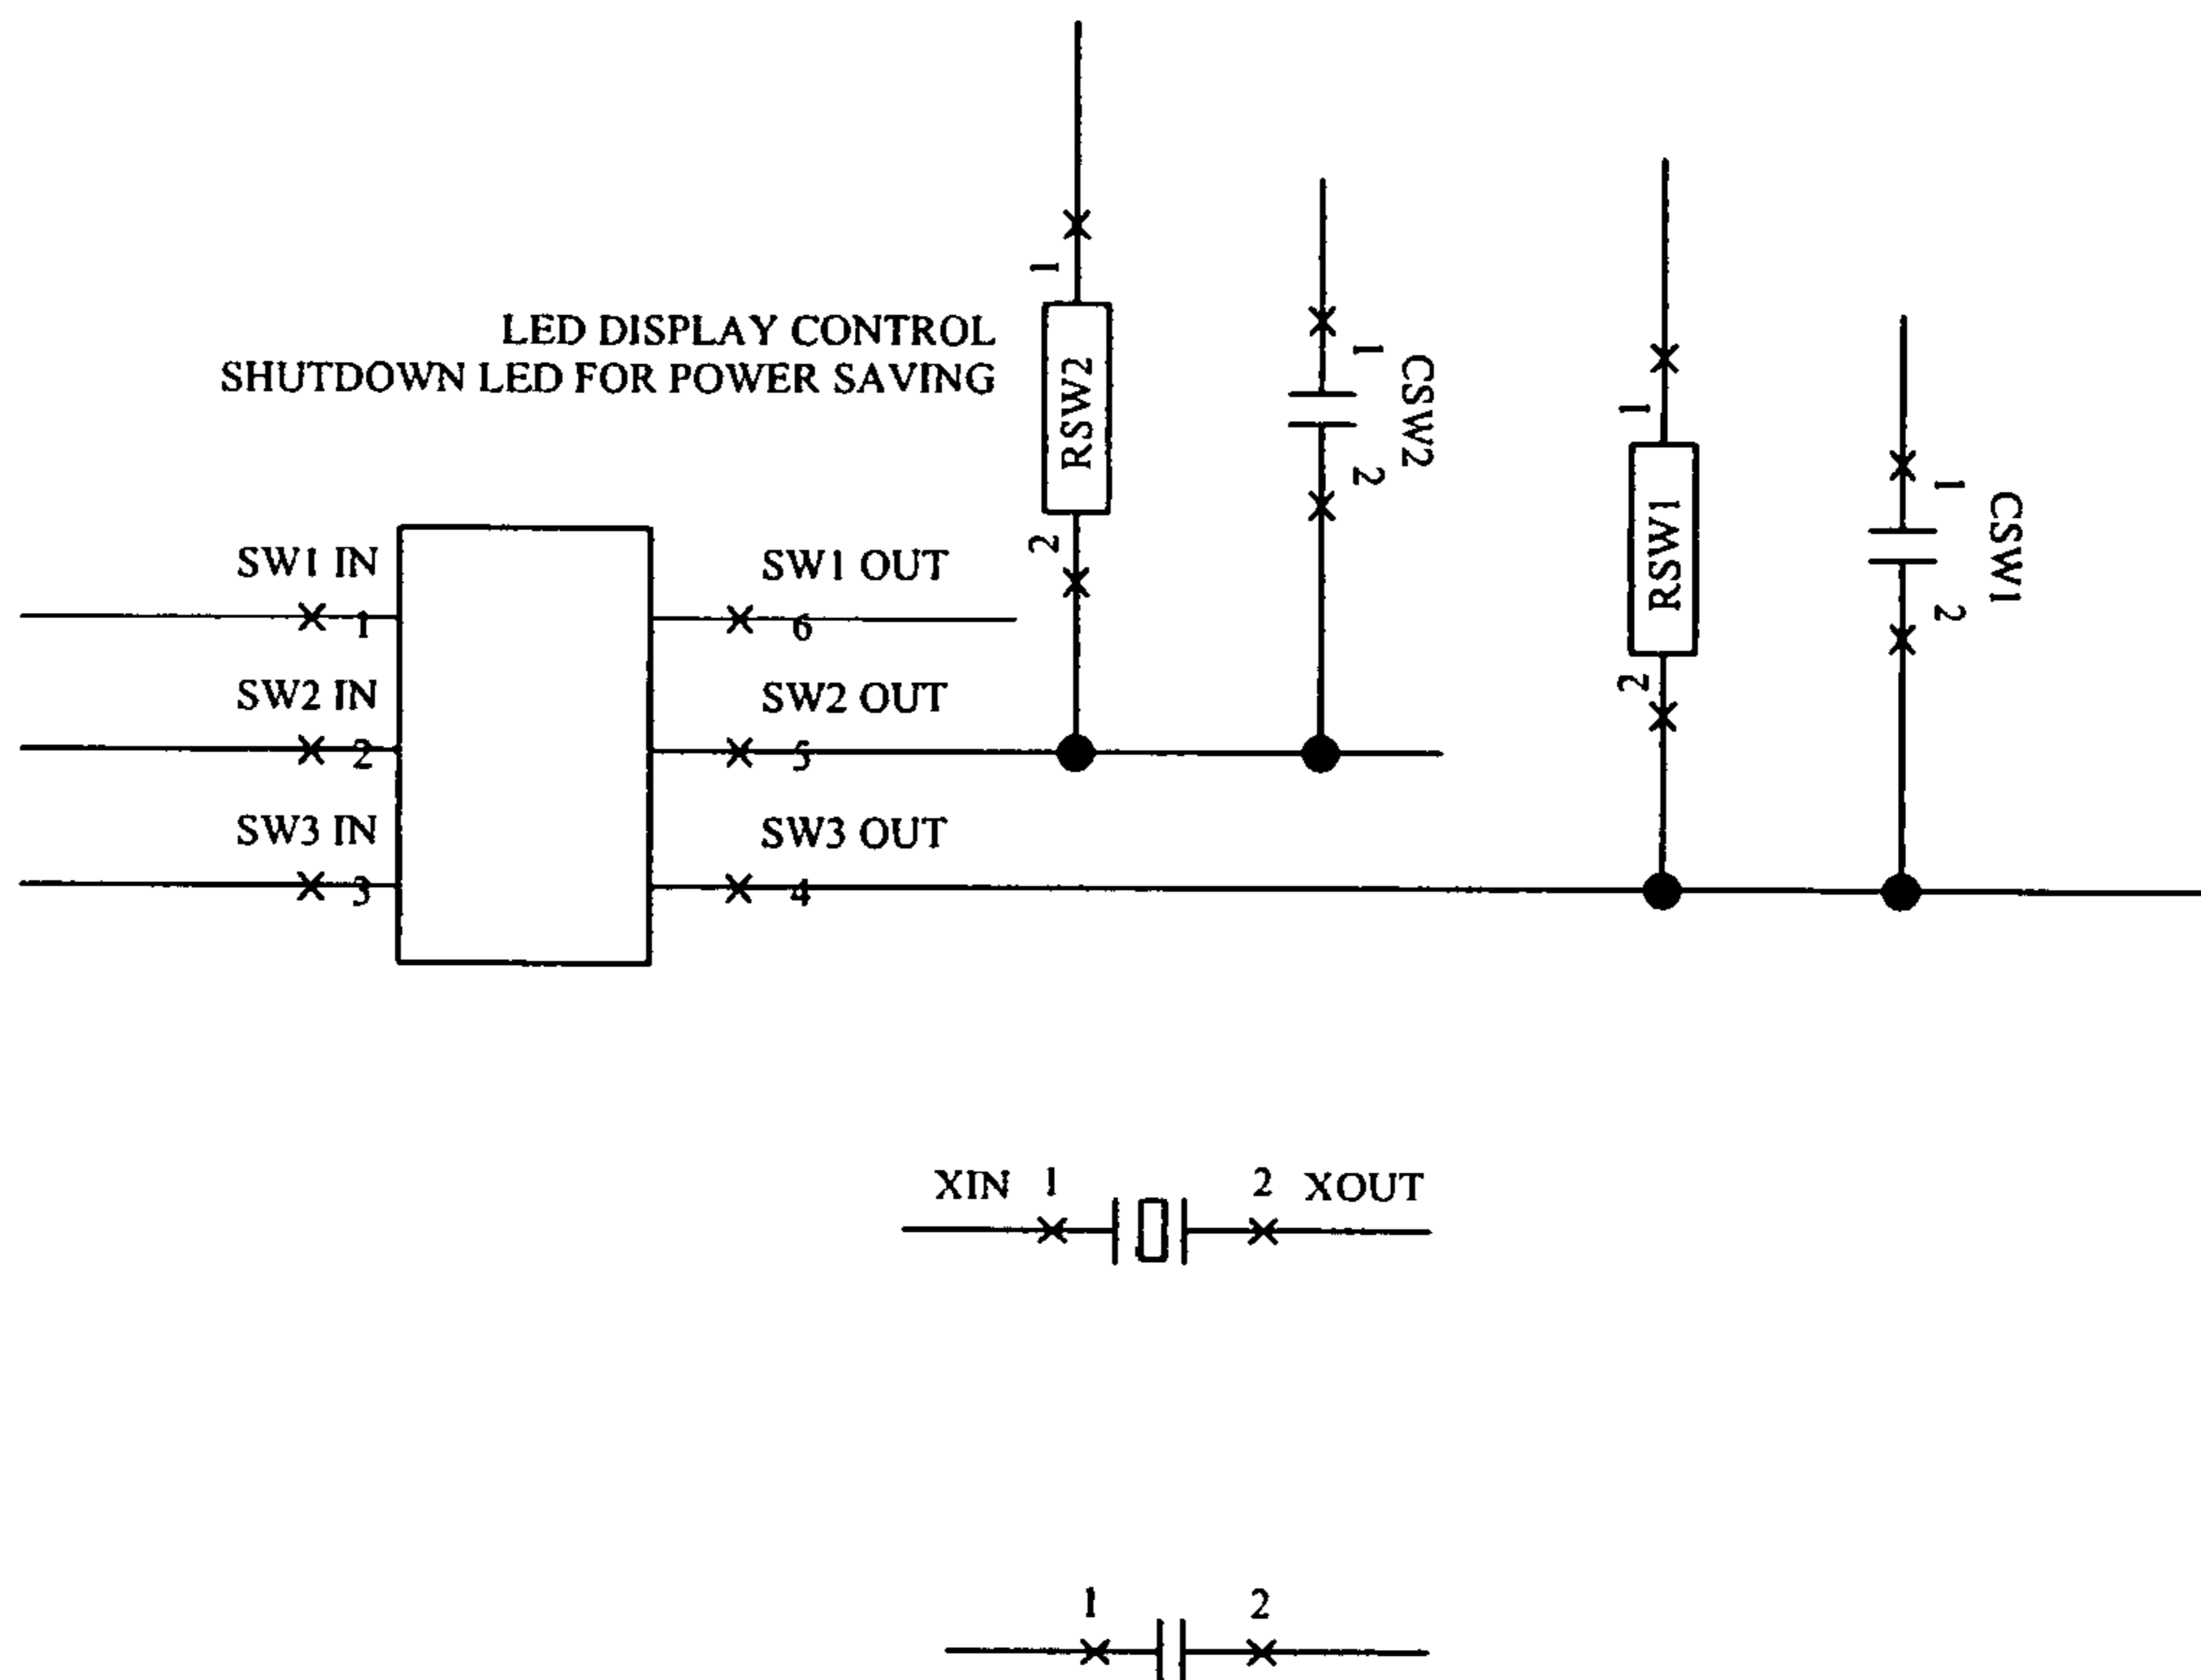 1
LED DISPLAY CONTROL
SHUTDOWN LED FOR POWER SAVING
RSW2
2
1
CSW2
2
1
RSW1
2
1
CSW1
2
SW1 IN
1
SW1 OUT
6
SW2 IN
2
SW2 OUT
5
SW3 IN
3
SW3 OUT
4
XIN 1 2 XOUT
1 2